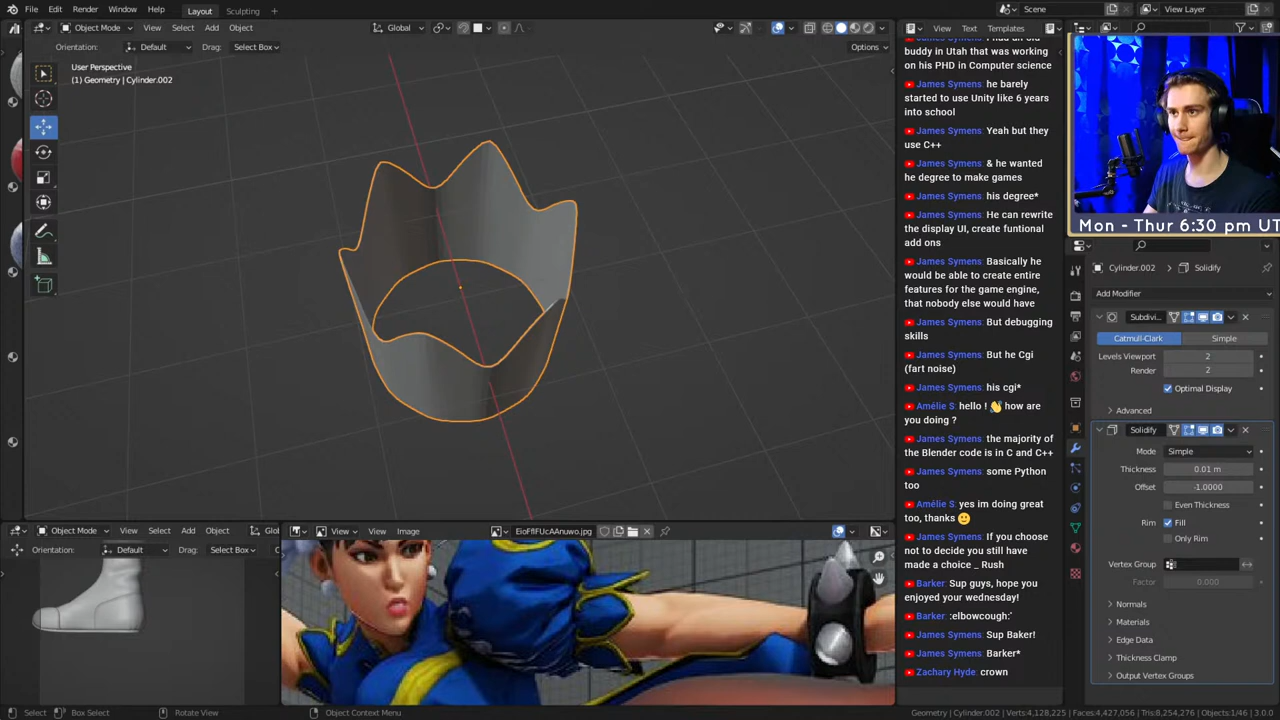 File Edit Render Window Help Layout Sculpting + Scene View Layer
Object Mode View Select Add Object Global View Text Templates
Orientation: Default Drag: Select Box Options
User Perspective
(1) Geometry | Cylinder.002
buddy in Utah that was working
on his PHD in Computer science
James Symens: he barely
started to use Unity like 6 years
into school
James Symens: Yeah but they
use C++
James Symens: & he wanted
he degree to make games
James Symens: his degree*
James Symens: He can rewrite
the display UI, create funtional
add ons
James Symens: Basically he
would be able to create entire
features for the game engine,
that nobody else would have
James Symens: But debugging
skills
James Symens: But he Cgi
(fart noise)
James Symens: his cgi*
Amélie S: hello ! 👋 how are
you doing ?
James Symens: the majority of
the Blender code is in C and C++
James Symens: some Python
too
Amélie S: yes im doing great
too, thanks 🙂
James Symens: If you choose
not to decide you still have
made a choice _ Rush
Barker: Sup guys, hope you
enjoyed your wednesday!
Barker: :elbowcough:'
James Symens: Sup Baker!
James Symens: Barker*
Zachary Hyde: crown
Mon - Thur 6:30 pm UT
Cylinder.002 > Solidify
Add Modifier
Subdivi...
Catmull-Clark Simple
Levels Viewport 2
Render 2
Optimal Display
Advanced
Solidify
Mode Simple
Thickness 0.01 m
Offset -1.0000
Even Thickness
Rim Fill
Only Rim
Vertex Group
Factor 0.000
Normals
Materials
Edge Data
Thickness Clamp
Output Vertex Groups
Object Mode View Select Add Object Glob View View Image EioFfIFUcAAnuwo.jpg
Orientation: Default Drag: Select Box
Select Box Select Rotate View Object Context Menu Geometry | Cylinder.002 | Verts:4,128,225 | Faces:4,427,056 | Tris:8,254,276 | Objects:1/46 | 3.0.0